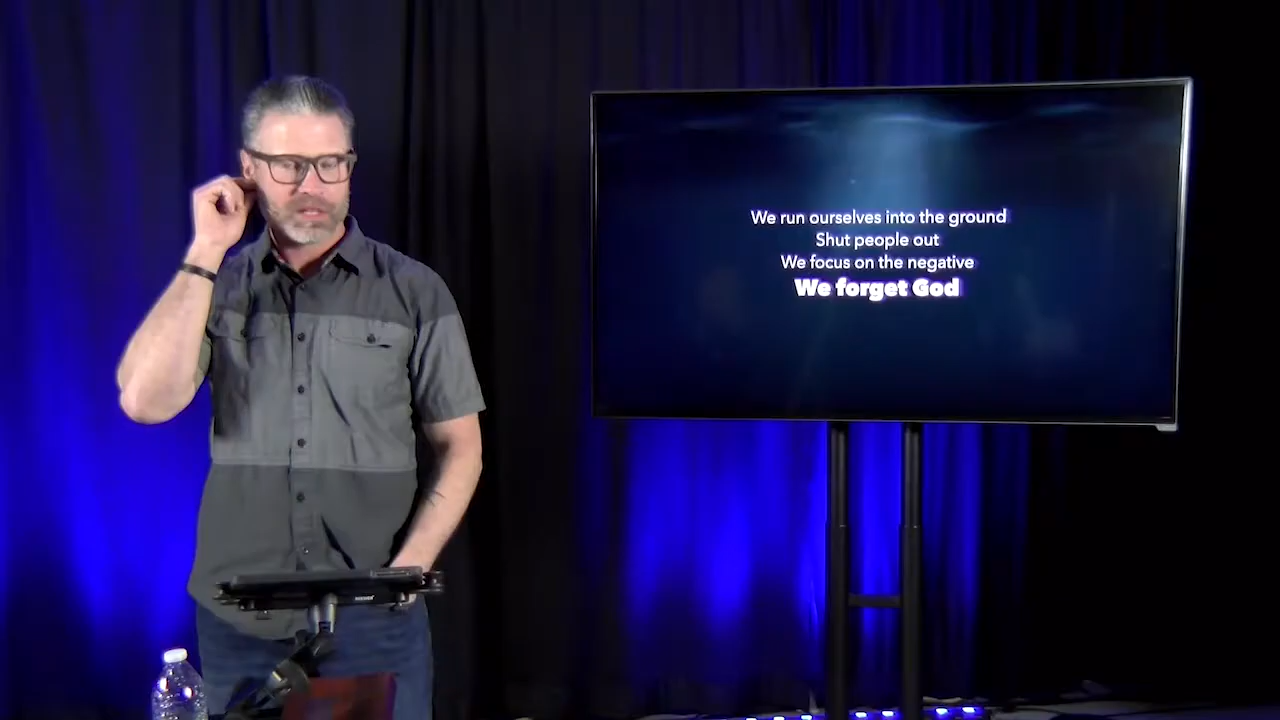 We run ourselves into the ground
Shut people out
We focus on the negative
We forget God